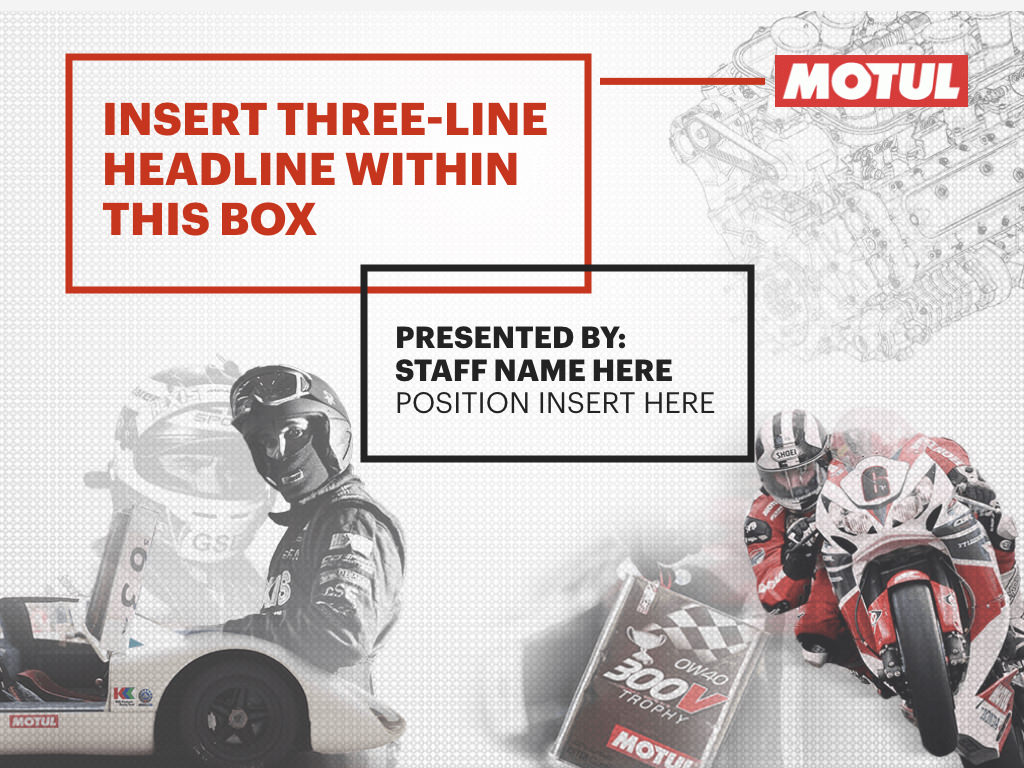 INSERT THREE-LINE
HEADLINE WITHIN
THIS BOX
MOTUL
PRESENTED BY:
STAFF NAME HERE
POSITION INSERT HERE
SHOEI
6
GSF
MOTUL
0W40
300V
TROPHY
MOTUL